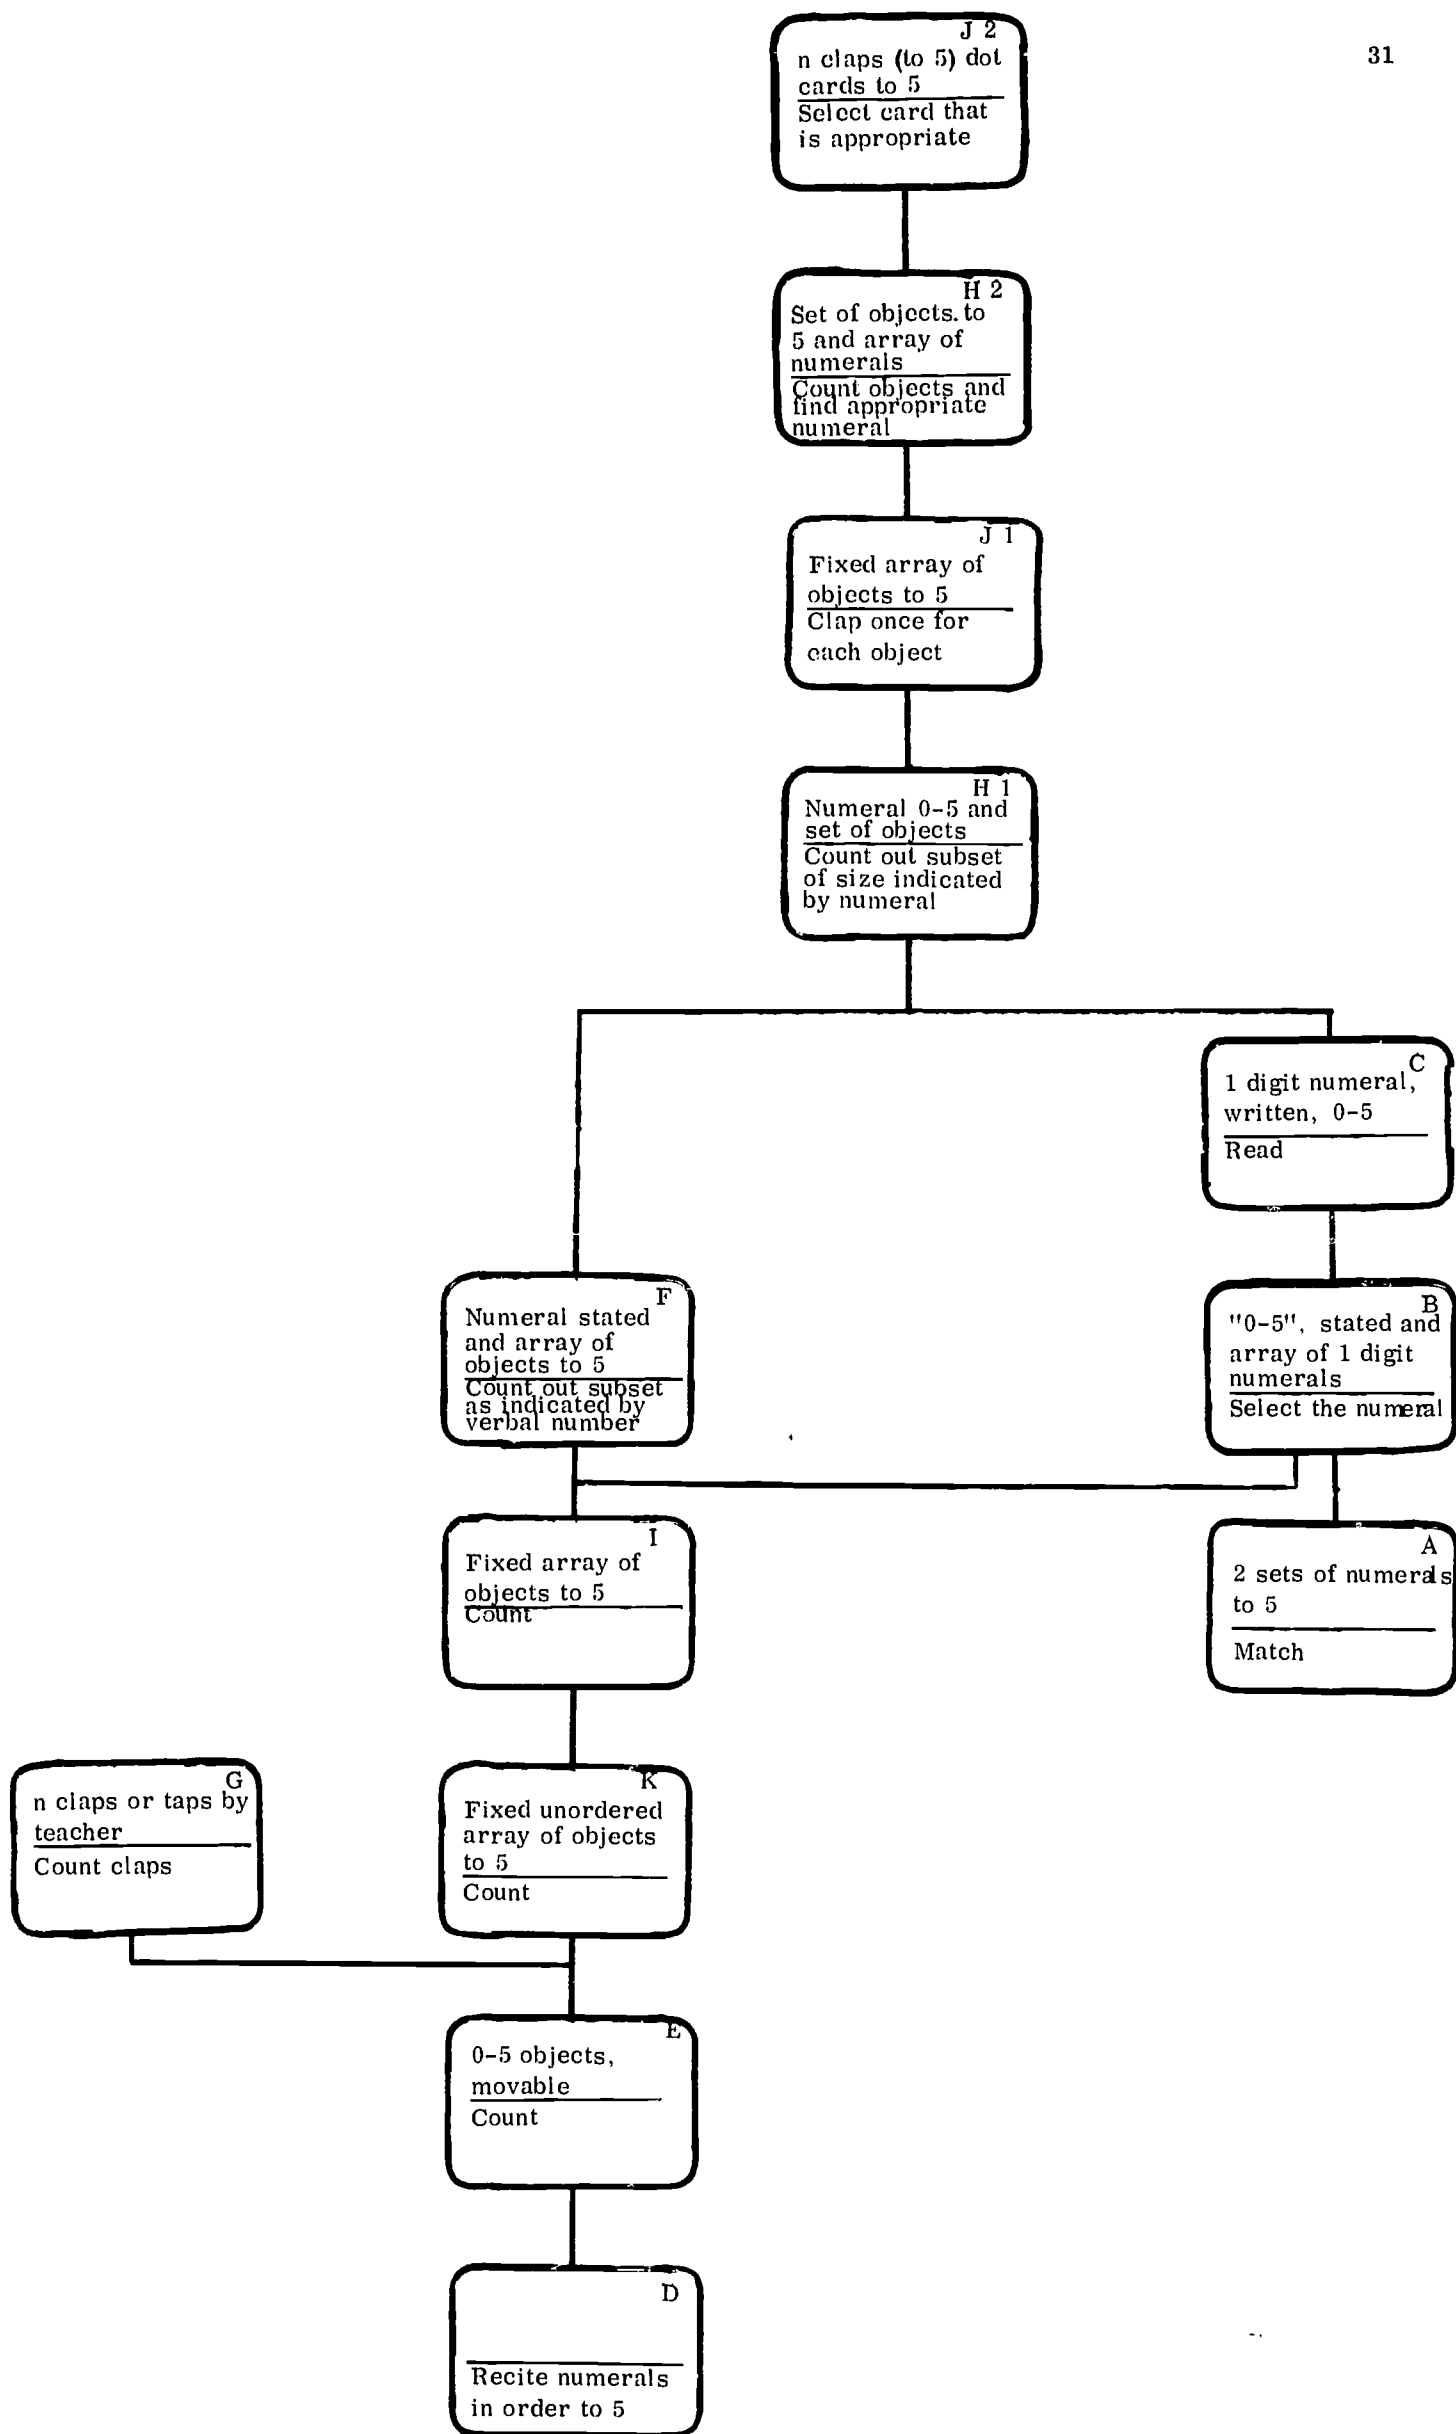 31
J 2
n claps (to 5) dot
cards to 5
Select card that
is appropriate
H 2
Set of objects. to
5 and array of
numerals
Count objects and
find appropriate
numeral
J 1
Fixed array of
objects to 5
Clap once for
each object
H 1
Numeral 0-5 and
set of objects
Count out subset
of size indicated
by numeral
C
1 digit numeral,
written, 0-5
Read
F
Numeral stated
and array of
objects to 5
Count out subset
as indicated by
verbal number
B
"0-5", stated and
array of 1 digit
numerals
Select the numeral
I
Fixed array of
objects to 5
Count
A
2 sets of numerals
to 5
Match
G
n claps or taps by
teacher
Count claps
K
Fixed unordered
array of objects
to 5
Count
E
0-5 objects,
movable
Count
D
Recite numerals
in order to 5